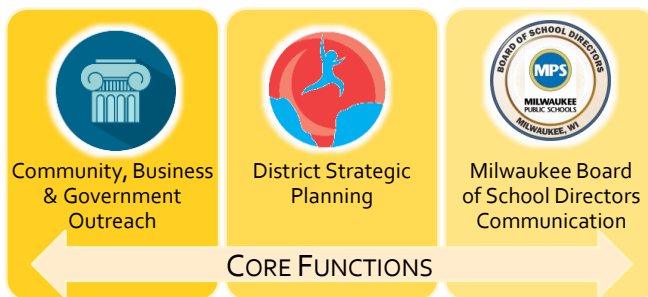 BOARD OF SCHOOL DIRECTORS
MPS
MILWAUKEE
PUBLIC SCHOOLS
MILWAUKEE, WI
Community, Business
& Government
Outreach
District Strategic
Planning
Milwaukee Board
of School Directors
Communication
CORE FUNCTIONS